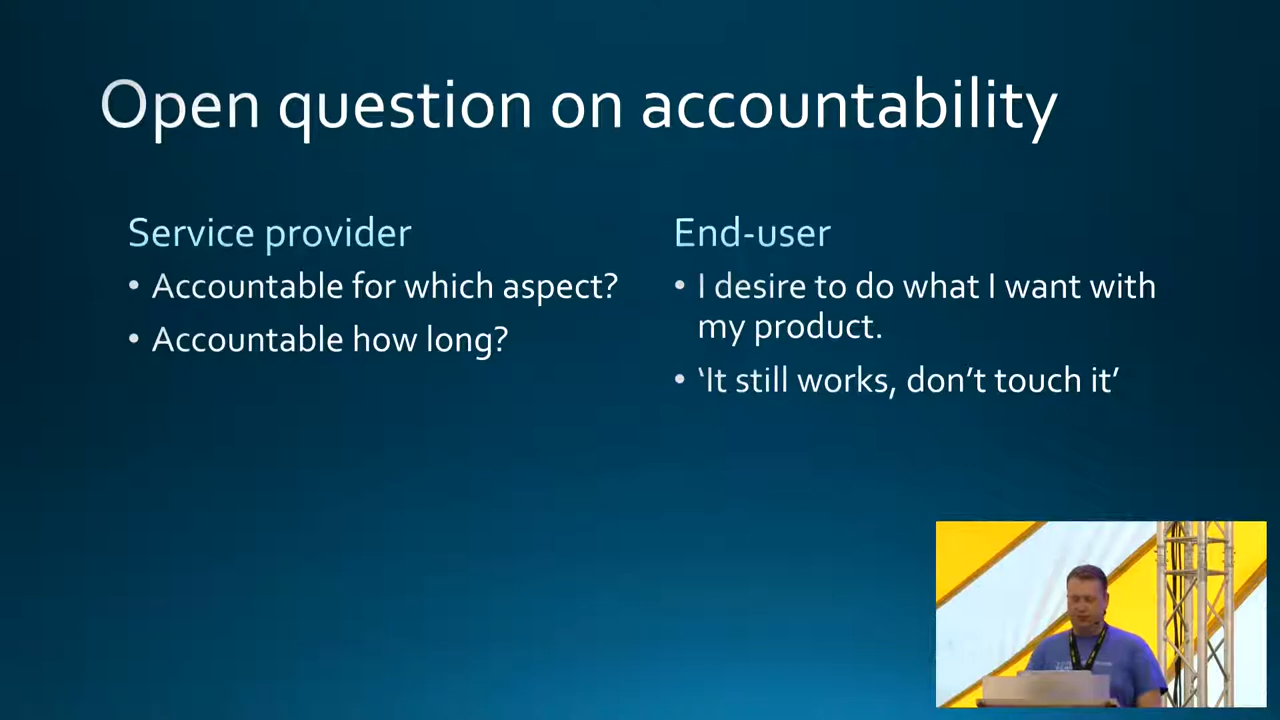 Open question on accountability
Service provider
• Accountable for which aspect?
• Accountable how long?
End-user
• I desire to do what I want with
my product.
• ‘It still works, don’t touch it’